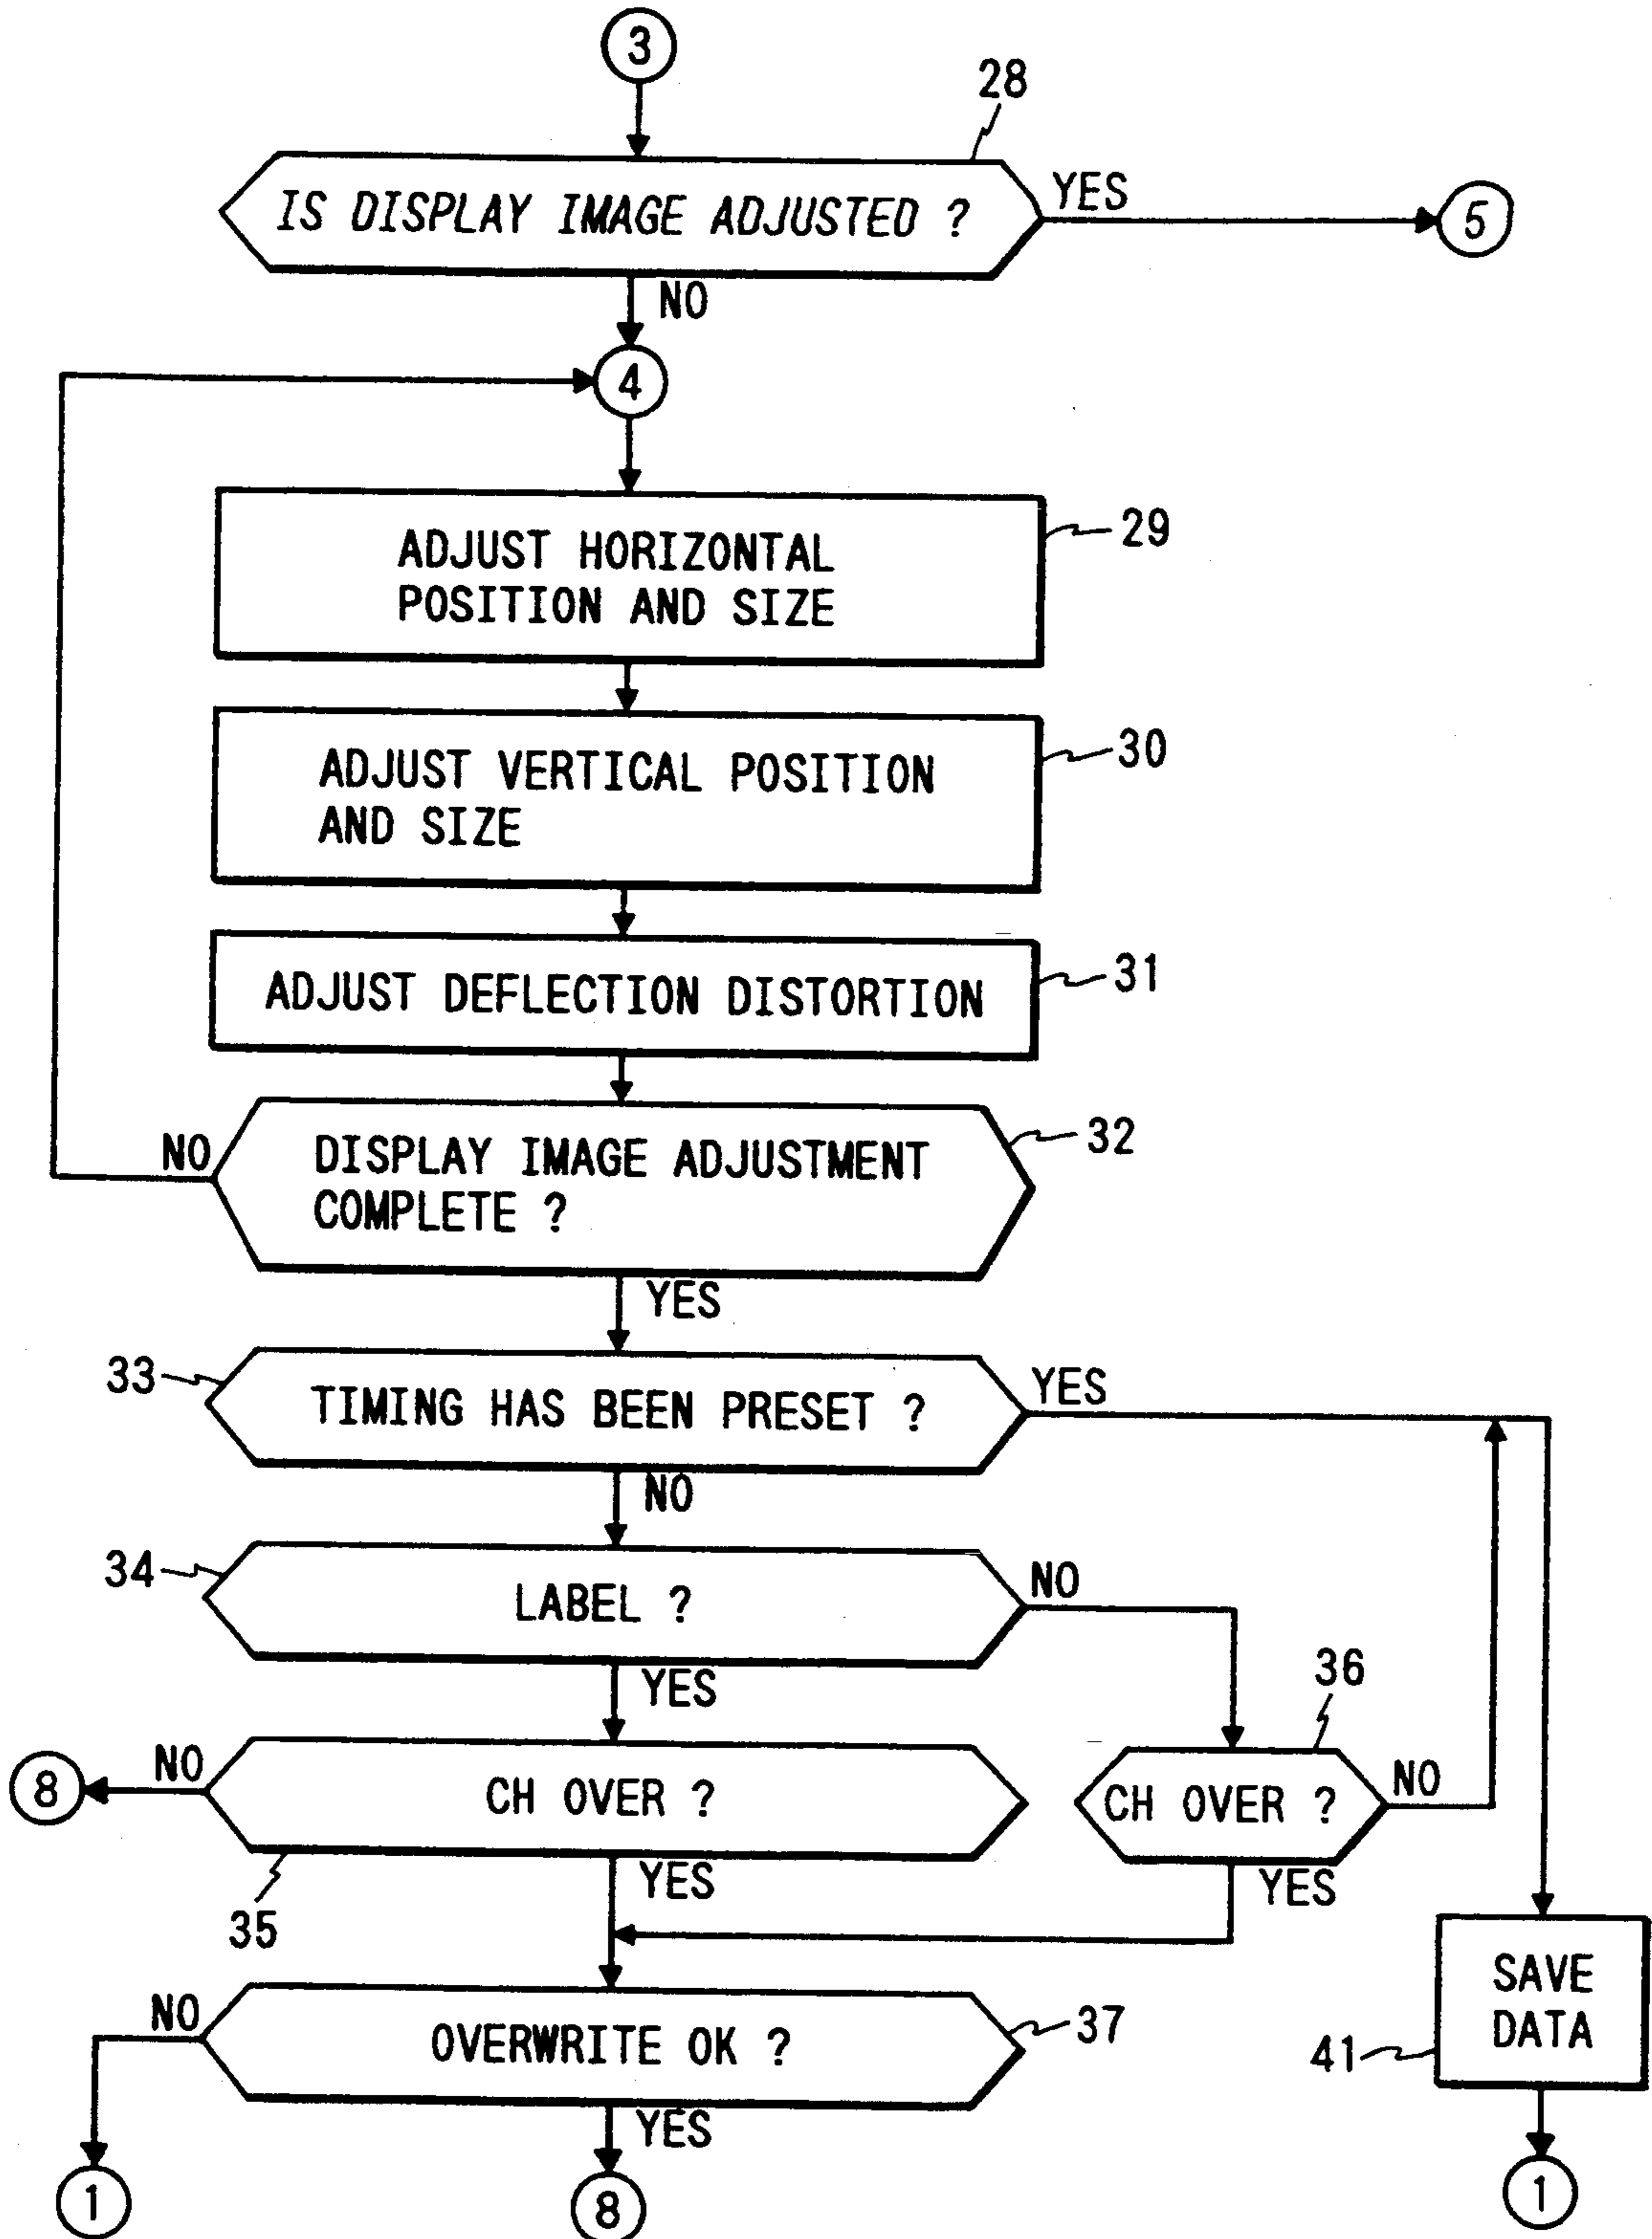 3
28
IS DISPLAY IMAGE ADJUSTED ?
YES
5
NO
4
ADJUST HORIZONTAL
POSITION AND SIZE
29
ADJUST VERTICAL POSITION
AND SIZE
30
ADJUST DEFLECTION DISTORTION
31
NO
DISPLAY IMAGE ADJUSTMENT
COMPLETE ?
32
YES
33
TIMING HAS BEEN PRESET ?
YES
NO
34
LABEL ?
NO
YES
36
8
NO
CH OVER ?
CH OVER ?
NO
35
YES
YES
NO
OVERWRITE OK ?
37
SAVE
DATA
41
YES
1
8
1